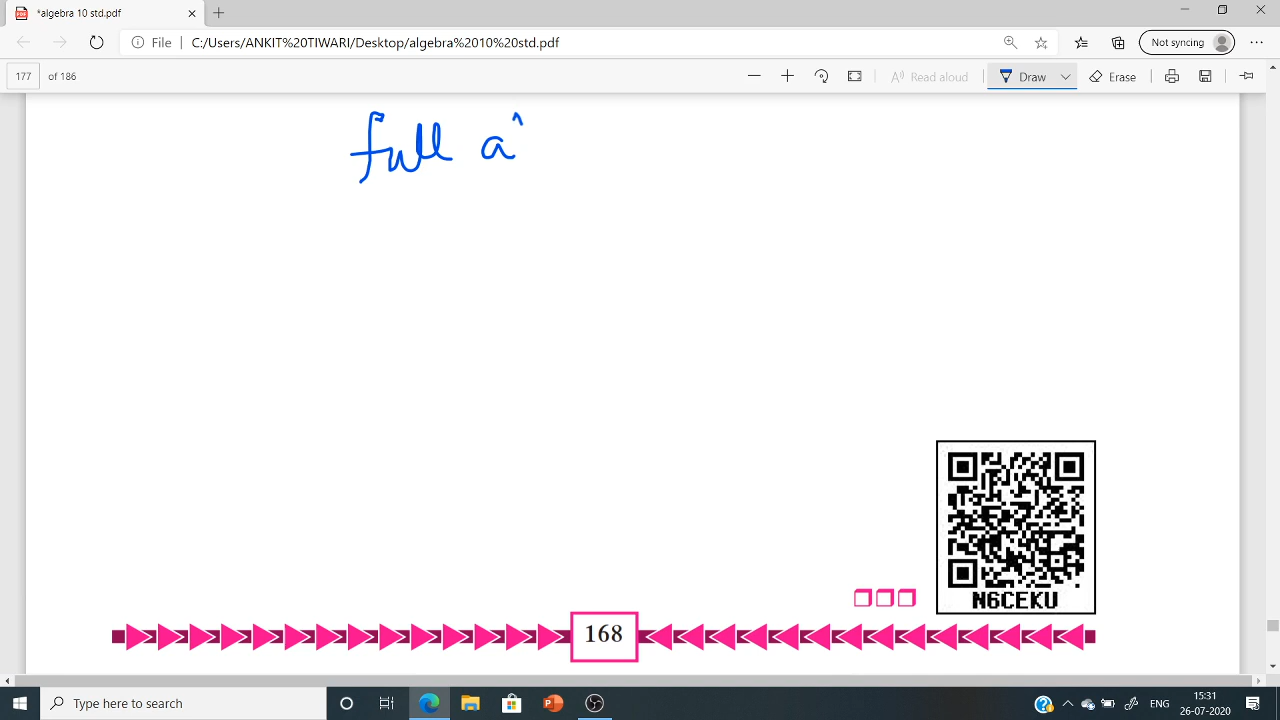 *algebra 10 std.pdf
File | C:/Users/ANKIT%20TIWARI/Desktop/algebra%2010%20std.pdf
Not syncing
177 of 186
Read aloud
Draw
Erase
full a
N6CEKU
168
Type here to search
ENG
15:31
26-07-2020